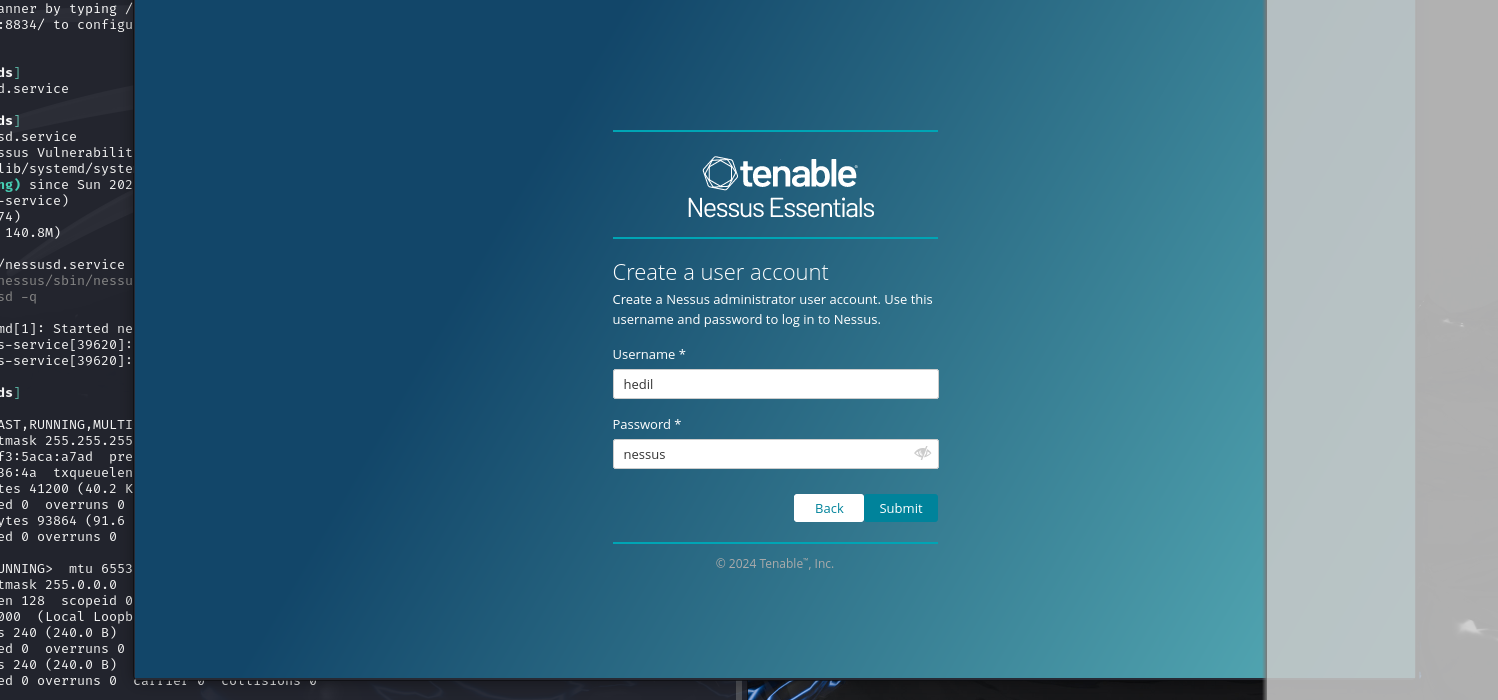 anner by typing /
:8834/ to configu
ds]
d.service
ds]
sd.service
ssus Vulnerabilit
lib/systemd/syste
ng) since Sun 202
-service)
74)
140.8M)
/nessusd.service
nessus/sbin/nessu
sd -q
md[1]: Started ne
s-service[39620]:
s-service[39620]:
ds]
AST,RUNNING,MULTI
tmask 255.255.255
f3:5aca:a7ad pre
36:4a txqueuelen
tes 41200 (40.2 K
ed 0 overruns 0
ytes 93864 (91.6
ed 0 overruns 0
UNNING> mtu 6553
tmask 255.0.0.0
en 128 scopeid 0
000 (Local Loopb
s 240 (240.0 B)
ed 0 overruns 0
s 240 (240.0 B)
ed 0 overruns 0 carrier 0 collisions 0
tenable
Nessus Essentials
Create a user account
Create a Nessus administrator user account. Use this
username and password to log in to Nessus.
Username *
hedil
Password *
nessus
Back Submit
© 2024 Tenable™, Inc.